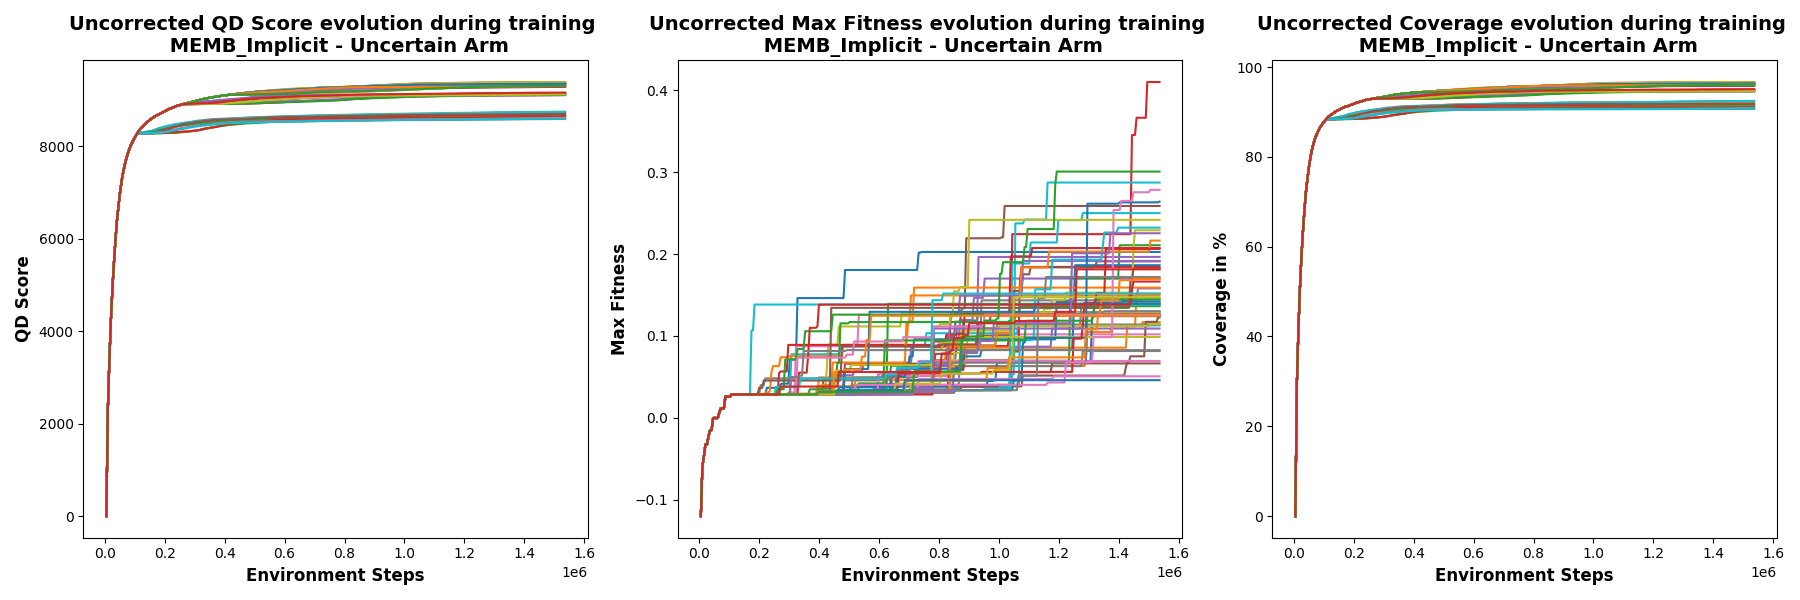 Uncorrected QD Score evolution during training
MEMB_Implicit - Uncertain Arm
QD Score
8000
6000
4000
2000
0
0.0 0.2 0.4 0.6 0.8 1.0 1.2 1.4 1.6
1e6
Environment Steps
Uncorrected Max Fitness evolution during training
MEMB_Implicit - Uncertain Arm
Max Fitness
0.4
0.3
0.2
0.1
0.0
−0.1
0.0 0.2 0.4 0.6 0.8 1.0 1.2 1.4 1.6
1e6
Environment Steps
Uncorrected Coverage evolution during training
MEMB_Implicit - Uncertain Arm
Coverage in %
100
80
60
40
20
0
0.0 0.2 0.4 0.6 0.8 1.0 1.2 1.4 1.6
1e6
Environment Steps